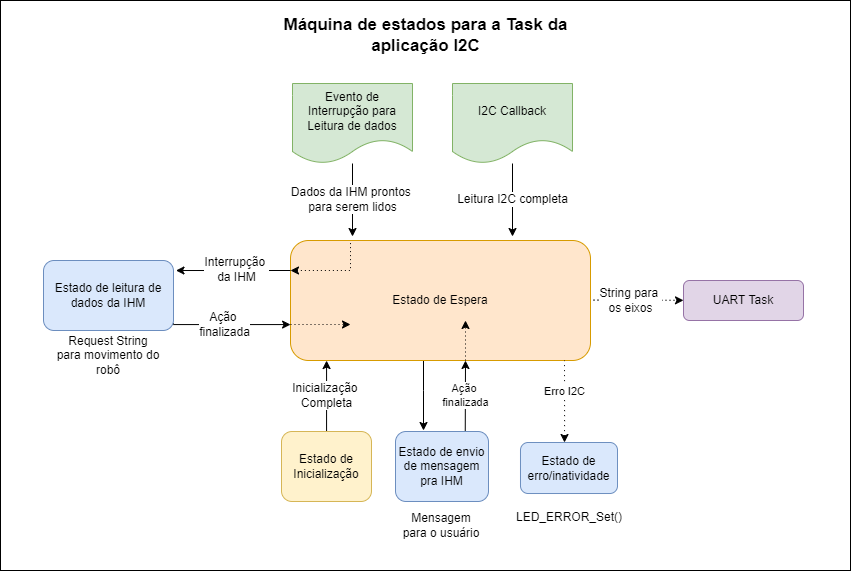 Máquina de estados para a Task da
aplicação I2C
Evento de
Interrupção para
Leitura de dados
I2C Callback
Dados da IHM prontos
para serem lidos
Leitura I2C completa
Interrupção
da IHM
Estado de leitura de
dados da IHM
Estado de Espera
String para
os eixos
UART Task
Ação
finalizada
Request String
para movimento do
robô
Inicialização
Completa
Ação
finalizada
Erro I2C
Estado de
Inicialização
Estado de envio
de mensagem
pra IHM
Estado de
erro/inatividade
Mensagem
para o usuário
LED_ERROR_Set()